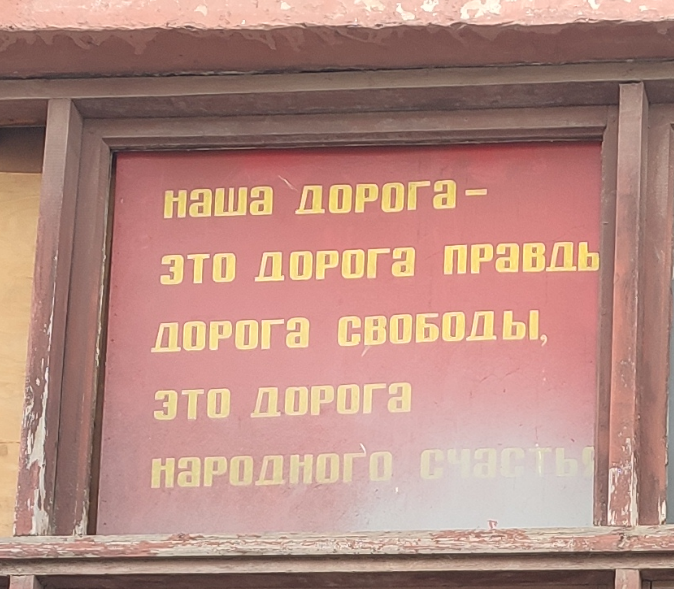 наша дорога –
это дорога правды
дорога свободы,
это дорога
народного счастья